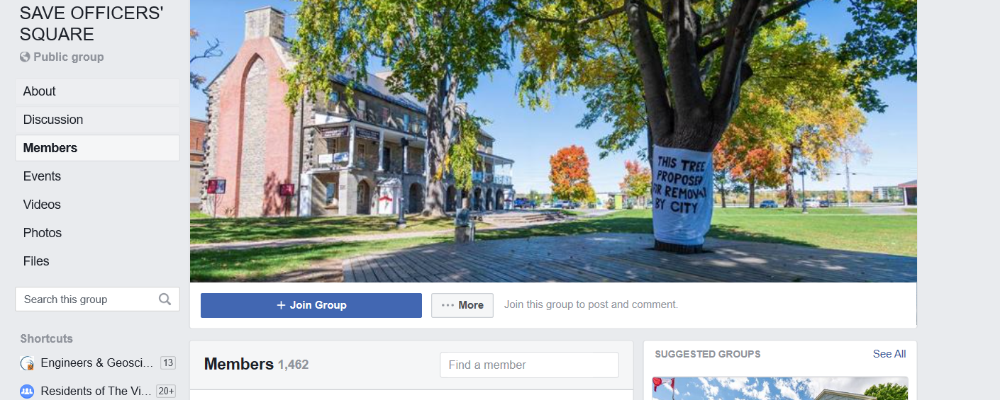 SAVE OFFICERS'
SQUARE
Public group
About
Discussion
Members
Events
Videos
Photos
Files
Search this group
Shortcuts
Engineers & Geosci... 13
Residents of The Vi... 20+
THIS TREE
PROPOSED
FOR REMOVAL
BY CITY
+ Join Group
... More
Join this group to post and comment.
Members 1,462
Find a member
SUGGESTED GROUPS
See All